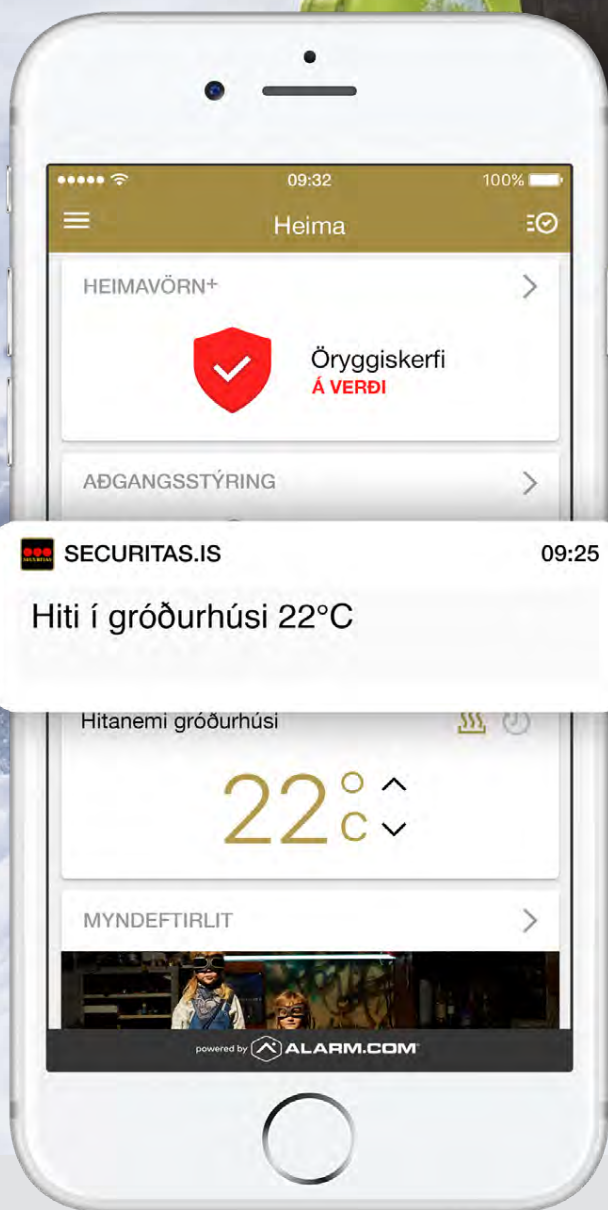 09:32
100%
Heima
HEIMAVÖRN+
Öryggiskerfi
Á VERÐI
AÐGANGSSTÝRING
SECURITAS
SECURITAS.IS
09:25
Hiti í gróðurhúsi 22°C
Hitanemi gróðurhúsi
22°C
MYNDEFTIRLIT
powered by ALARM.COM